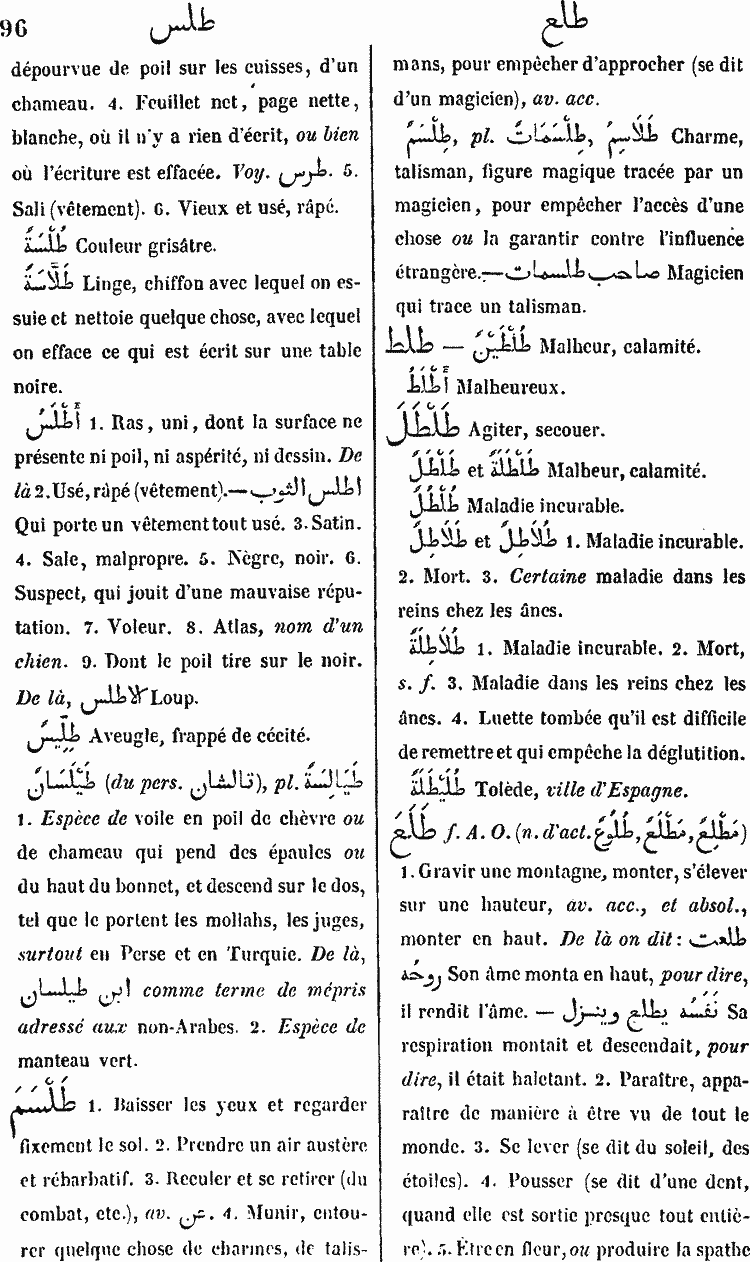 96
طلس
طلع
dépourvue de poil sur les cuisses, d'un
chameau. 4. Feuillet net, page nette,
blanche, où il n'y a rien d'écrit, ou bien
où l'écriture est effacée. Voy. طرس. 5.
Sali (vêtement). 6. Vieux et usé, râpé.
طُلْسَةٌ Couleur grisâtre.
طَلَّاسَةٌ Linge, chiffon avec lequel on es-
suie et nettoie quelque chose, avec lequel
on efface ce qui est écrit sur une table
noire.
أَطْلَسُ 1. Ras, uni, dont la surface ne
présente ni poil, ni aspérité, ni dessin. De
là 2. Usé, râpé (vêtement).— اطلس الثوب
Qui porte un vêtement tout usé. 3. Satin.
4. Sale, malpropre. 5. Nègre, noir. 6.
Suspect, qui jouit d'une mauvaise répu-
tation. 7. Voleur. 8. Atlas, nom d'un
chien. 9. Dont le poil tire sur le noir.
De là, الاطلس Loup.
طِلِّيسٌ Aveugle, frappé de cécité.
طَيْلَسَانٌ (du pers. تالشان), pl. طَيَالِسَةٌ
1. Espèce de voile en poil de chèvre ou
de chameau qui pend des épaules ou
du haut du bonnet, et descend sur le dos,
tel que le portent les mollahs, les juges,
surtout en Perse et en Turquie. De là,
ابن طيلسان comme terme de mépris
adressé aux non-Arabes. 2. Espèce de
manteau vert.
طَلْسَمَ 1. Baisser les yeux et regarder
fixement le sol. 2. Prendre un air austère
et rébarbatif. 3. Reculer et se retirer (du
combat, etc.), av. عن. 4. Munir, entou-
rer quelque chose de charmes, de talis-
mans, pour empêcher d'approcher (se dit
d'un magicien), av. acc.
طِلَسْمٌ, pl. طِلَسْمَاتٌ, طَلَاسِمُ Charme,
talisman, figure magique tracée par un
magicien, pour empêcher l'accès d'une
chose ou la garantir contre l'influence
étrangère.— صاحب طلسمات Magicien
qui trace un talisman.
طلط — طُلْطَيْنٌ Malheur, calamité.
أَطْلَطُ Malheureux.
طَلْطَلَ Agiter, secouer.
طُلْطُلٌ et طُلْطُلَةٌ Malheur, calamité.
طُلْطُلٌ Maladie incurable.
طُلَاطِلٌ et طُلَاطِلٌ 1. Maladie incurable.
2. Mort. 3. Certaine maladie dans les
reins chez les ânes.
طُلَاطِلَةٌ 1. Maladie incurable. 2. Mort,
s. f. 3. Maladie dans les reins chez les
ânes. 4. Luette tombée qu'il est difficile
de remettre et qui empêche la déglutition.
طُلَيْطُلَةُ Tolède, ville d'Espagne.
طَلَعَ f. A. O. (n. d'act. طُلُوعٌ, مَطْلَعٌ, مَطْلِعٌ)
1. Gravir une montagne, monter, s'élever
sur une hauteur, av. acc., et absol.,
monter en haut. De là on dit : طلعت
روحُه Son âme monta en haut, pour dire,
il rendit l'âme. — نَفَسُه يطلع وينزل Sa
respiration montait et descendait, pour
dire, il était haletant. 2. Paraître, appa-
raître de manière à être vu de tout le
monde. 3. Se lever (se dit du soleil, des
étoiles). 4. Pousser (se dit d'une dent,
quand elle est sortie presque tout entiè-
re). 5. Être en fleur, ou produire la spathe